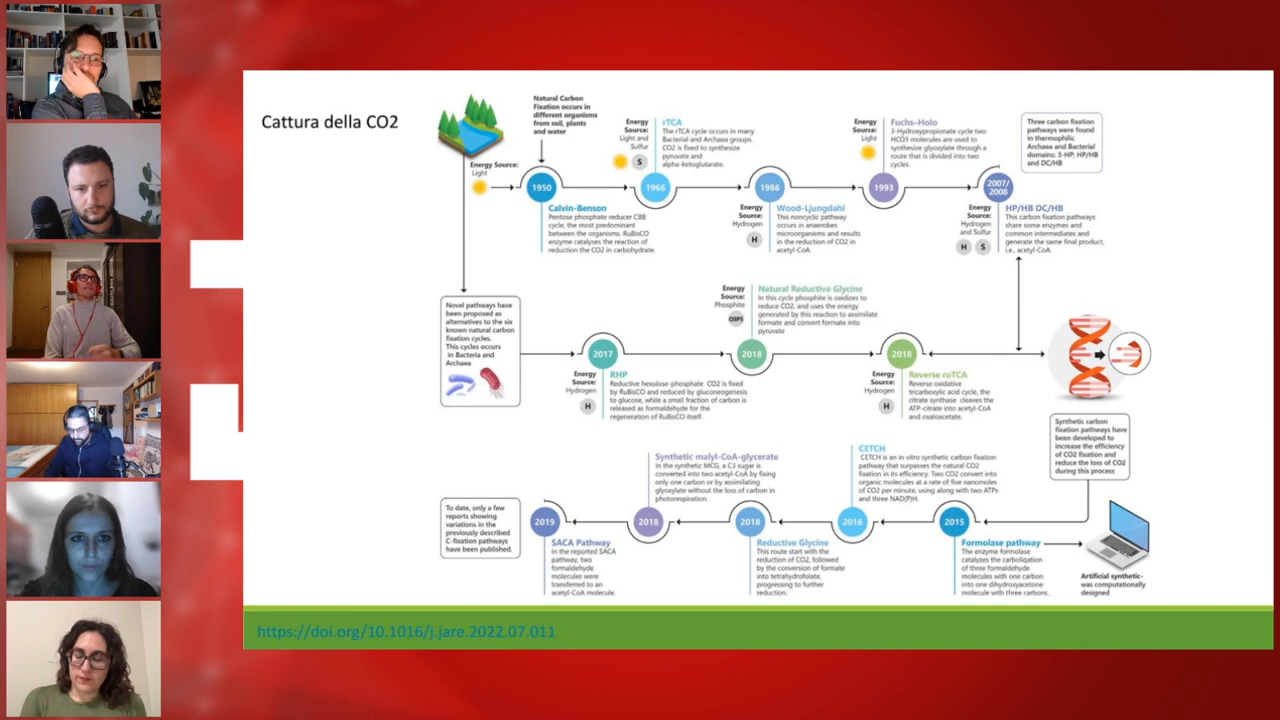 Cattura della CO2
Natural Carbon
Fixation occurs in
different organisms
from soil, plants
and water
Energy Source:
Light
1950
Calvin-Benson
Pentose phosphate reducer CBB
cycle, the most predominant
between the organisms. RuBisCO
enzyme catalyses the reaction of
reduction the CO2 in carbohydrate.
Energy
Source:
Light and
Sulfur
S
rTCA
The rTCA cycle occurs in many
Bacterial and Archaea groups.
CO2 is fixed to synthesize
pyruvate and
alpha-ketoglutarate.
1966
1986
Energy
Source:
Hydrogen
H
Wood-Ljungdahl
This noncyclic pathway
occurs in anaerobes
microorganisms and results
in the reduction of CO2 in
acetyl-CoA.
Energy
Source:
Light
Fuchs-Holo
3-Hydroxypropionate cycle two
HCO3 molecules are used to
synthesize glyoxylate through a
route that is divided into two
cycles.
1993
Three carbon fixation
pathways were found
in thermophilic
Archaea and Bacterial
domains: 3-HP; HP/HB
and DC/HB
2007/
2008
Energy
Source:
Hydrogen
and Sulfur
H S
HP/HB DC/HB
This carbon fixation pathways
share some enzymes and
common intermediates and
generate the same final product,
i.e., acetyl-CoA.
Novel pathways have
been proposed as
alternatives to the six
known natural carbon
fixation cycles.
This cycles occurs
in Bacteria and
Archaea
2017
Energy
Source:
Hydrogen
H
RHP
Reductive hexulose phosphate CO2 is fixed
by RuBisCO and reduced by gluconeogenesis
to glucose, while a small fraction of carbon is
released as formaldehyde for the
regeneration of RuBisCO itself.
Energy
Source:
Phosphite
Natural Reductive Glycine
In this cycle phosphite is oxidizes to
reduce CO2, and uses the energy
generated by this reaction to assimilate
formate and convert formate into
pyruvate
2018
2018
Energy
Source:
Hydrogen
H
Reverse roTCA
Reverse oxidative
tricarboxylic acid cycle, the
citrate synthase cleaves the
ATP-citrate into acetyl-CoA
and oxaloacetate.
Synthetic carbon
fixation pathways have
been developed to
increase the efficiency
of CO2 fixation and
reduce the loss of CO2
during this process
Artificial synthetic-
was computationally
designed
2015
Formolase pathway
The enzyme formolase
catalyzes the carboligation
of three formaldehyde
molecules with one carbon
into one dihydroxyacetone
molecule with three carbons.
CETCH
CETCH is an in vitro synthetic carbon fixation
pathway that surpasses the natural CO2
fixation in its efficiency. Two CO2 convert into
organic molecules at a rate of five nanomoles
of CO2 per minute, using along with two ATPs
and three NAD(P)H.
2016
2018
Reductive Glycine
This route start with the
reduction of CO2, followed
by the conversion of formate
into tetrahydrofolate,
progressing to further
reduction.
Synthetic malyl-CoA-glycerate
In the synthetic MCG, a C3 sugar is
converted into two acetyl-CoA by fixing
only one carbon or by assimilating
glyoxylate without the loss of carbon in
photorespiration.
2018
2019
SACA Pathway
In the reported SACA
pathway, two
formaldehyde
molecules were
transferred to an
acetyl-CoA molecule.
To date, only a few
reports showing
variations in the
previously described
C-fixation pathways
have been published.
https://doi.org/10.1016/j.jare.2022.07.011